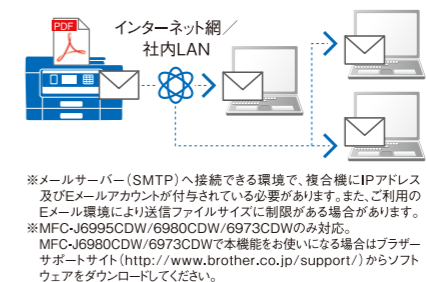 PDF
インターネット網／
社内LAN
※メールサーバー（SMTP）へ接続できる環境で、複合機にIPアドレス
及びEメールアカウントが付与されている必要があります。また、ご利用の
Eメール環境により送信ファイルサイズに制限がある場合があります。
※MFC-J6995CDW/6980CDW/6973CDWのみ対応。
MFC-J6980CDW/6973CDWで本機能をお使いになる場合はブラザー
サポートサイト（http://www.brother.co.jp/support/）からソフト
ウェアをダウンロードしてください。